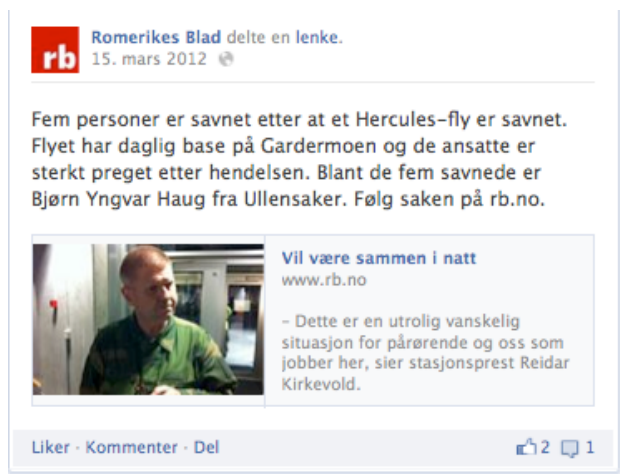 rb
Romerikes Blad delte en lenke.
15. mars 2012
Fem personer er savnet etter at et Hercules-fly er savnet.
Flyet har daglig base på Gardermoen og de ansatte er
sterkt preget etter hendelsen. Blant de fem savnede er
Bjørn Yngvar Haug fra Ullensaker. Følg saken på rb.no.
Vil være sammen i natt
www.rb.no
– Dette er en utrolig vanskelig
situasjon for pårørende og oss som
jobber her, sier stasjonsprest Reidar
Kirkevold.
Liker · Kommenter · Del 2 1